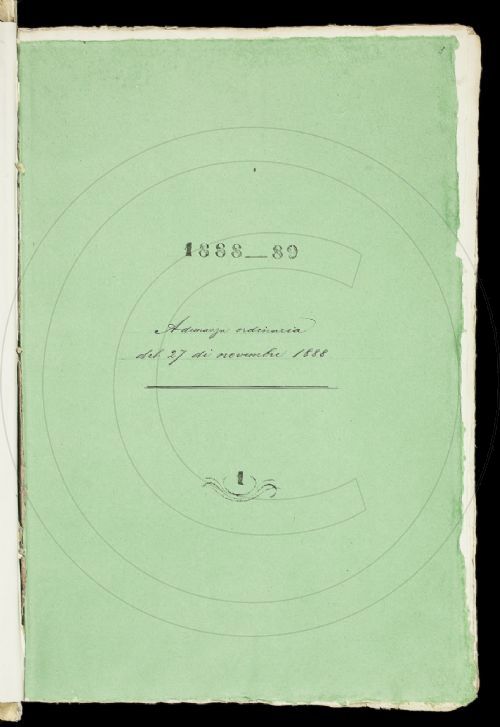 1888_89
Adunanza ordinaria
del 27 di novembre 1888
1